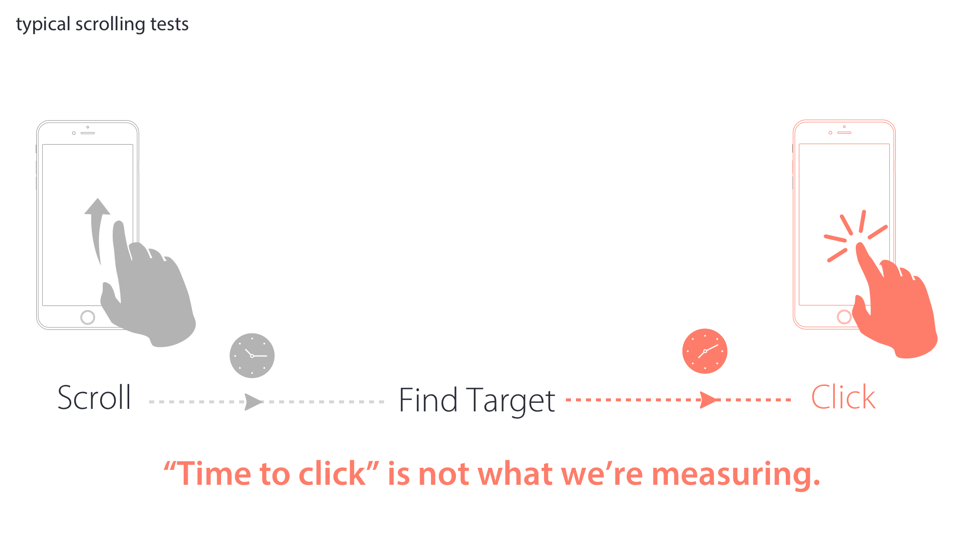 typical scrolling tests
Scroll
Find Target
Click
“Time to click” is not what we’re measuring.